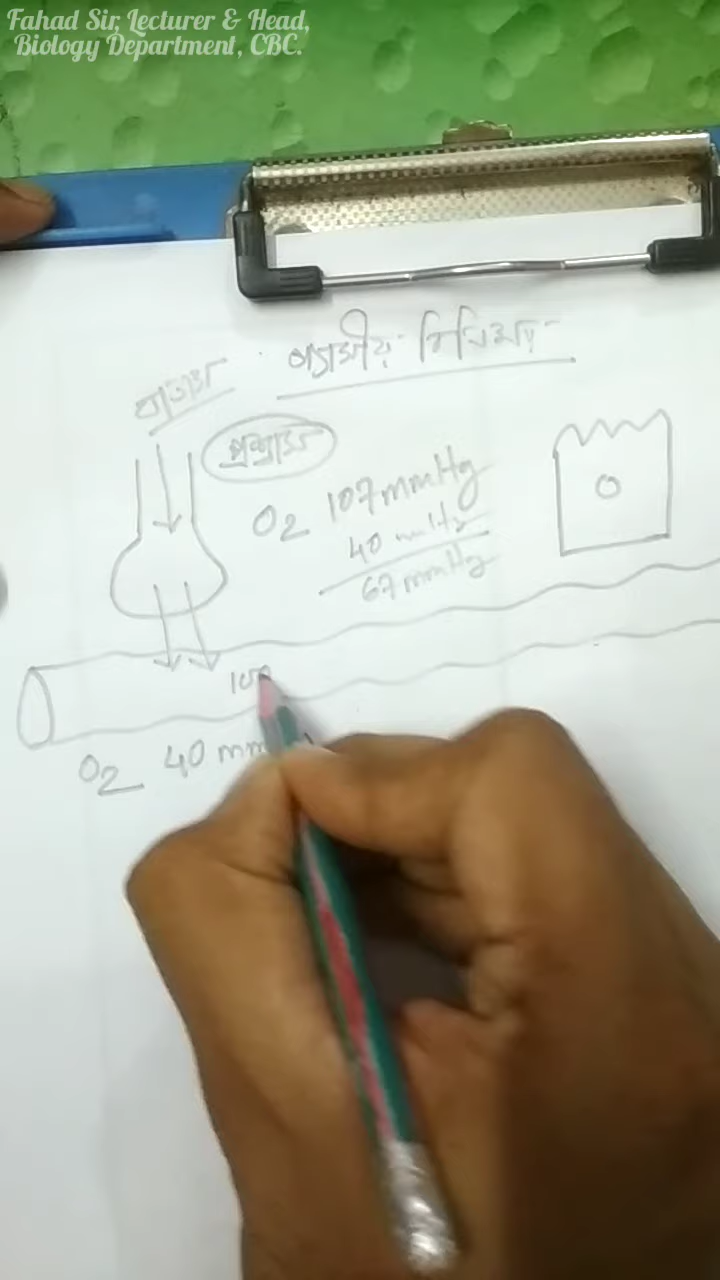 Fahad Sir, Lecturer & Head,
Biology Department, CBC.
গ্যাসীয় বিনিময়
বাতাস
প্রশ্বাস
O2 107 mmHg
40 mmHg
67 mmHg
O
O2 40 mm